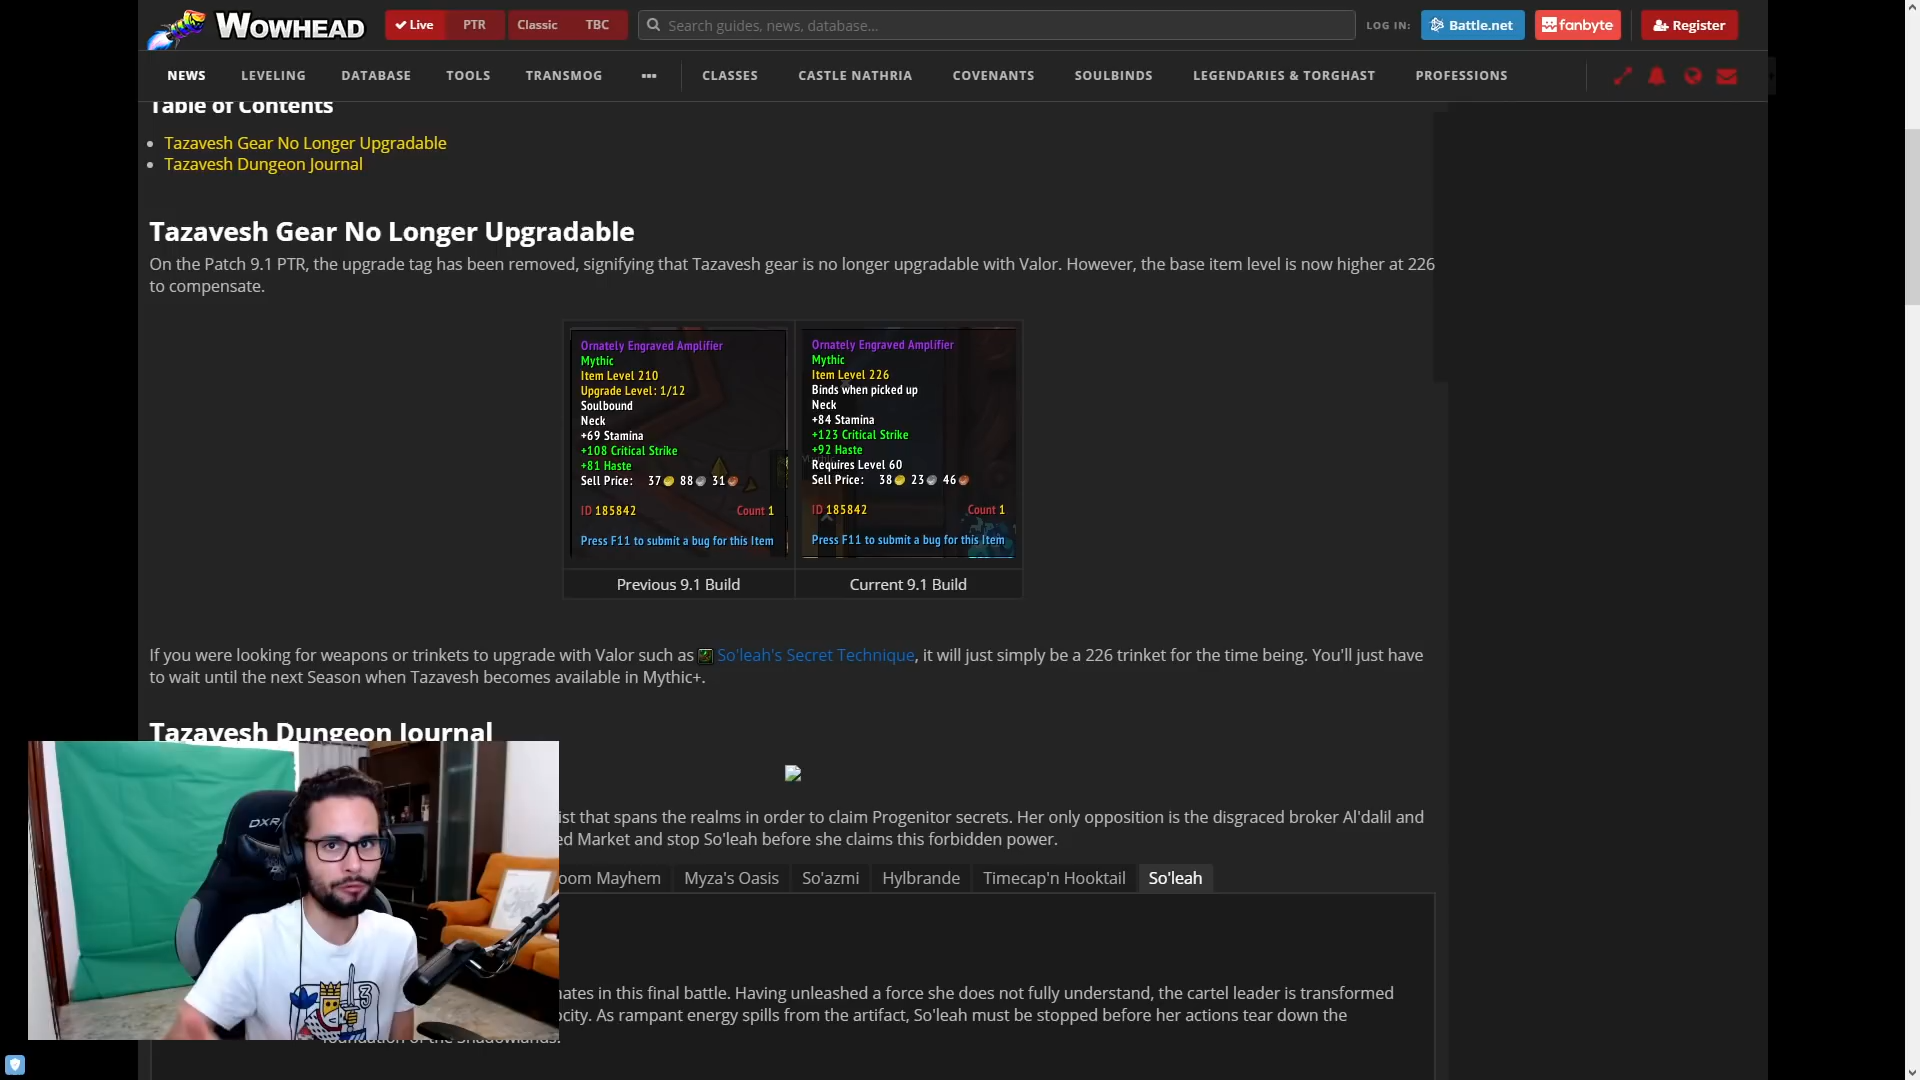 WOWHEAD
Live PTR Classic TBC
Search guides, news, database...
LOG IN: Battle.net fanbyte Register
NEWS LEVELING DATABASE TOOLS TRANSMOG ••• CLASSES CASTLE NATHRIA COVENANTS SOULBINDS LEGENDARIES & TORGHAST PROFESSIONS
Table of Contents
Tazavesh Gear No Longer Upgradable
Tazavesh Dungeon Journal
Tazavesh Gear No Longer Upgradable
On the Patch 9.1 PTR, the upgrade tag has been removed, signifying that Tazavesh gear is no longer upgradable with Valor. However, the base item level is now higher at 226
to compensate.
Ornately Engraved Amplifier
Mythic
Item Level 210
Upgrade Level: 1/12
Soulbound
Neck
+69 Stamina
+108 Critical Strike
+81 Haste
Sell Price: 37 88 31
ID 185842 Count 1
Press F11 to submit a bug for this Item
Previous 9.1 Build
Ornately Engraved Amplifier
Mythic
Item Level 226
Binds when picked up
Neck
+84 Stamina
+123 Critical Strike
+92 Haste
Requires Level 60
Sell Price: 38 23 46
ID 185842 Count 1
Press F11 to submit a bug for this Item
Current 9.1 Build
If you were looking for weapons or trinkets to upgrade with Valor such as So'leah's Secret Technique, it will just simply be a 226 trinket for the time being. You'll just have
to wait until the next Season when Tazavesh becomes available in Mythic+.
Tazavesh Dungeon Journal
that spans the realms in order to claim Progenitor secrets. Her only opposition is the disgraced broker Al'dalil and
Market and stop So'leah before she claims this forbidden power.
Mayhem Myza's Oasis So'azmi Hylbrande Timecap'n Hooktail So'leah
in this final battle. Having unleashed a force she does not fully understand, the cartel leader is transformed
As rampant energy spills from the artifact, So'leah must be stopped before her actions tear down the
foundation of the Shadowlands.
DXR
3